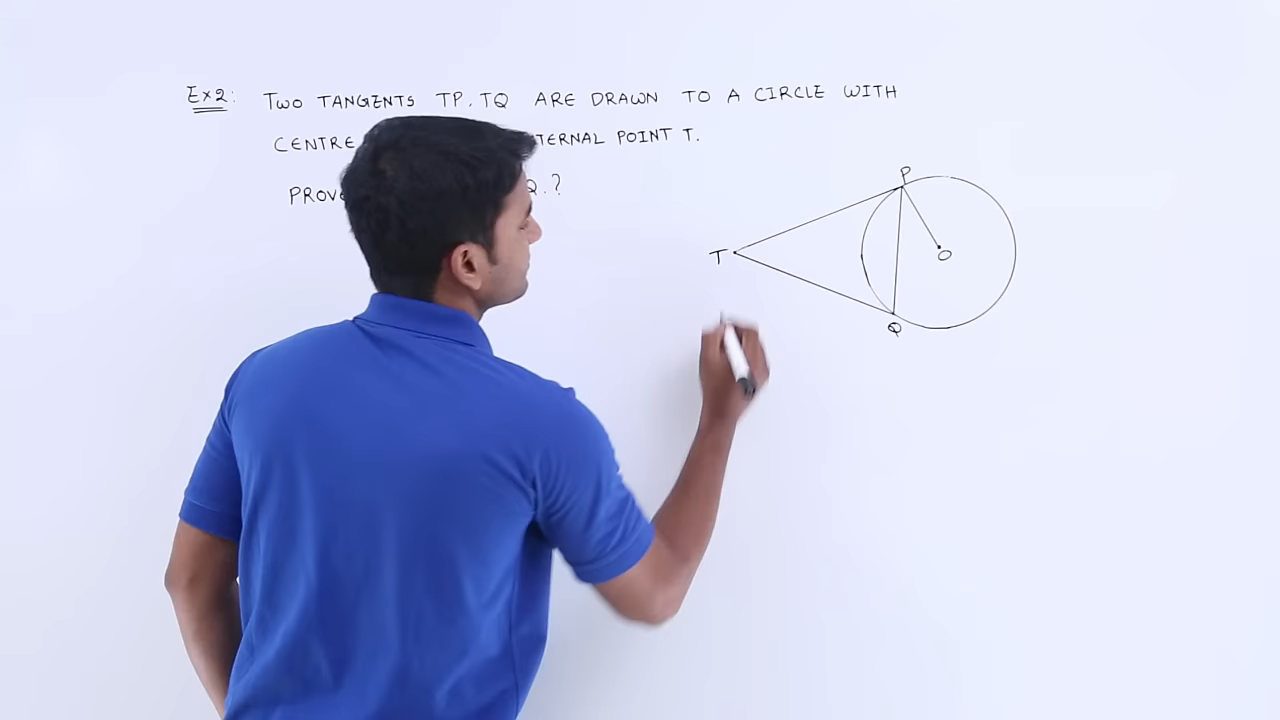 Ex2: TWO TANGENTS TP, TQ ARE DRAWN TO A CIRCLE WITH
CENTRE TERNAL POINT T.
PROVE Q.?
P
T
O
Q